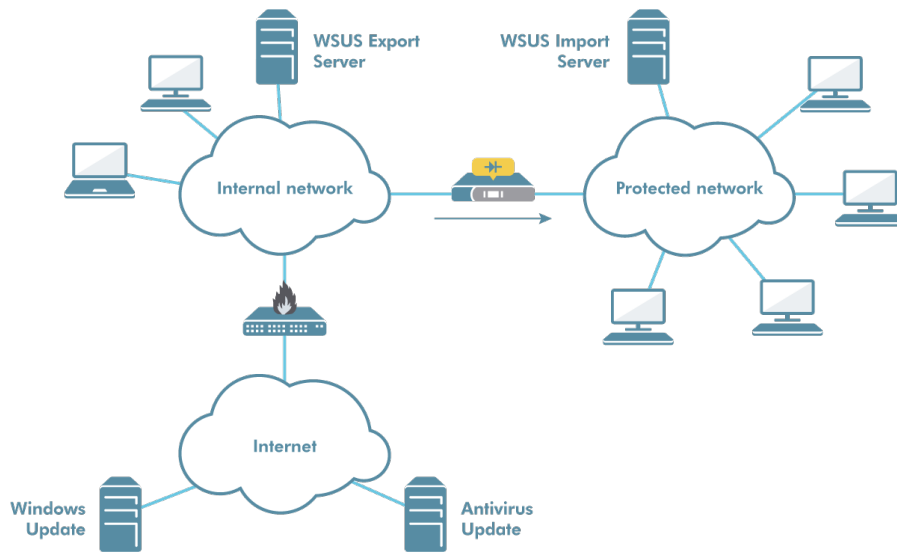 WSUS Export
Server
WSUS Import
Server
Internal network
Protected network
Internet
Windows
Update
Antivirus
Update